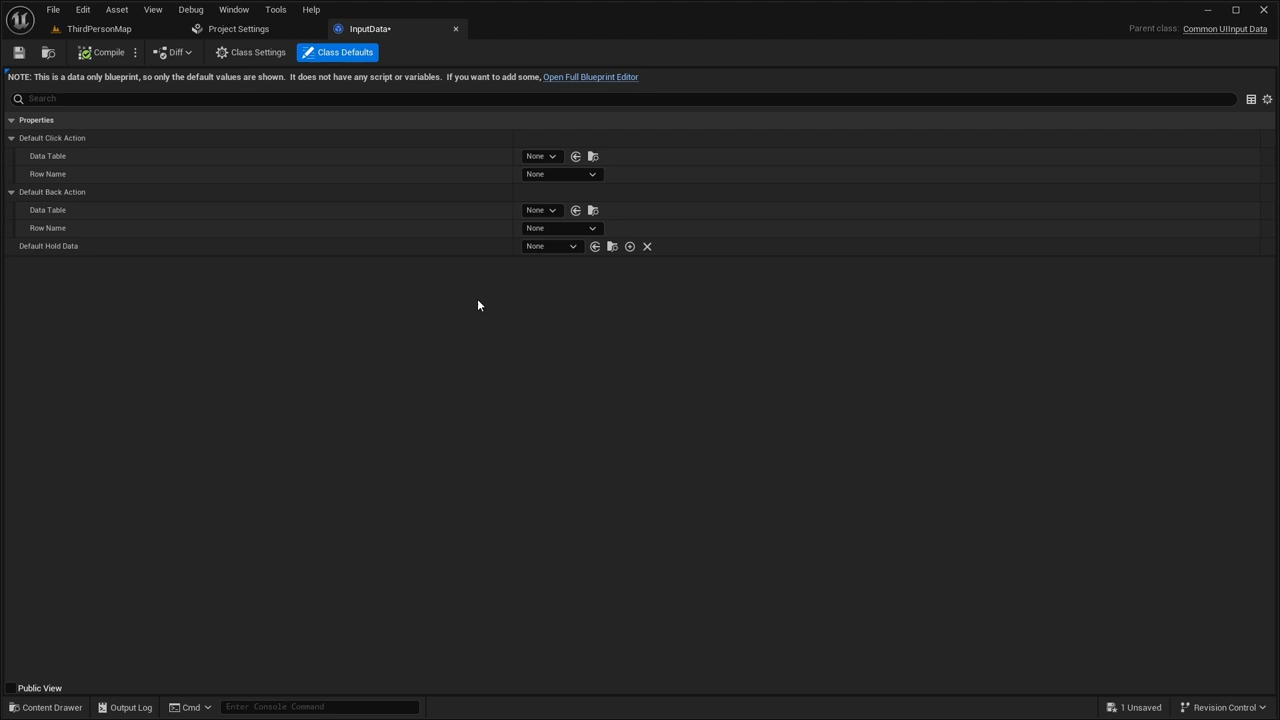 File Edit Asset View Debug Window Tools Help
ThirdPersonMap Project Settings InputData• Parent class: Common UIInput Data
Compile Diff Class Settings Class Defaults
NOTE: This is a data only blueprint, so only the default values are shown. It does not have any script or variables. If you want to add some, Open Full Blueprint Editor
Search
Properties
Default Click Action
Data Table None
Row Name None
Default Back Action
Data Table None
Row Name None
Default Hold Data None
Public View
Content Drawer Output Log Cmd Enter Console Command 1 Unsaved Revision Control